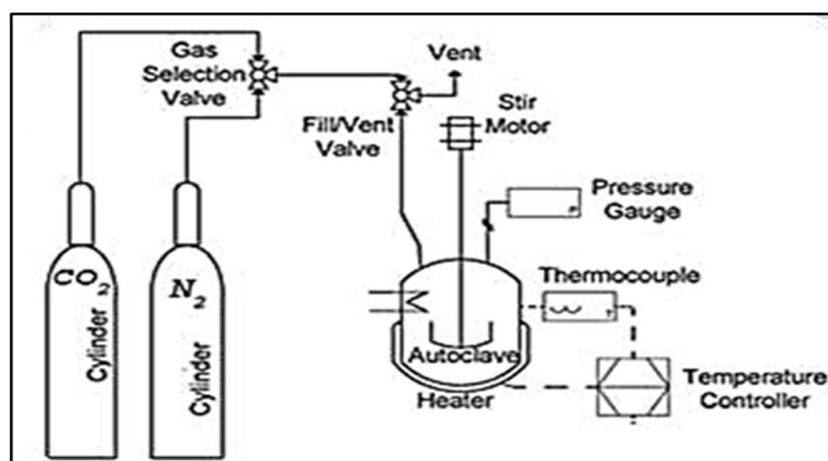 Gas
Selection
Valve
Vent
Fill/Vent
Valve
Stir
Motor
Pressure
Gauge
P
Thermocouple
T
CO2
Cylinder
N2
Cylinder
Autoclave
Heater
Temperature
Controller